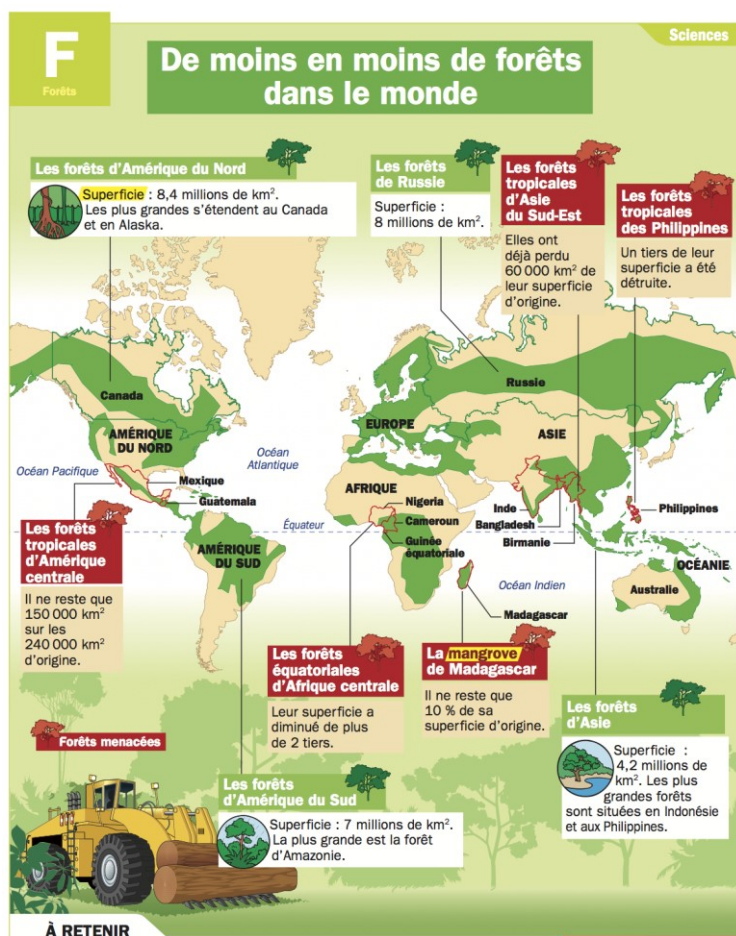 F
Forêts
Sciences
De moins en moins de forêts
dans le monde
Les forêts d'Amérique du Nord
Superficie : 8,4 millions de km².
Les plus grandes s'étendent au Canada
et en Alaska.
Les forêts
de Russie
Superficie :
8 millions de km².
Les forêts
tropicales
d'Asie
du Sud-Est
Elles ont
déjà perdu
60 000 km² de
leur superficie
d'origine.
Les forêts
tropicales
des Philippines
Un tiers de leur
superficie a été
détruite.
Canada
AMÉRIQUE
DU NORD
Océan Pacifique
Océan
Atlantique
Mexique
Guatemala
Équateur
AMÉRIQUE
DU SUD
EUROPE
Russie
ASIE
AFRIQUE
Nigeria
Cameroun
Guinée
équatoriale
Inde
Bangladesh
Birmanie
Philippines
OCÉANIE
Australie
Océan Indien
Madagascar
Les forêts
tropicales
d'Amérique
centrale
Il ne reste que
150 000 km²
sur les
240 000 km²
d'origine.
Les forêts
équatoriales
d'Afrique centrale
Leur superficie a
diminué de plus
de 2 tiers.
La mangrove
de Madagascar
Il ne reste que
10 % de sa
superficie d'origine.
Les forêts
d'Asie
Superficie :
4,2 millions de
km². Les plus
grandes forêts
sont situées en Indonésie
et aux Philippines.
Forêts menacées
Les forêts
d'Amérique du Sud
Superficie : 7 millions de km².
La plus grande est la forêt
d'Amazonie.
À RETENIR